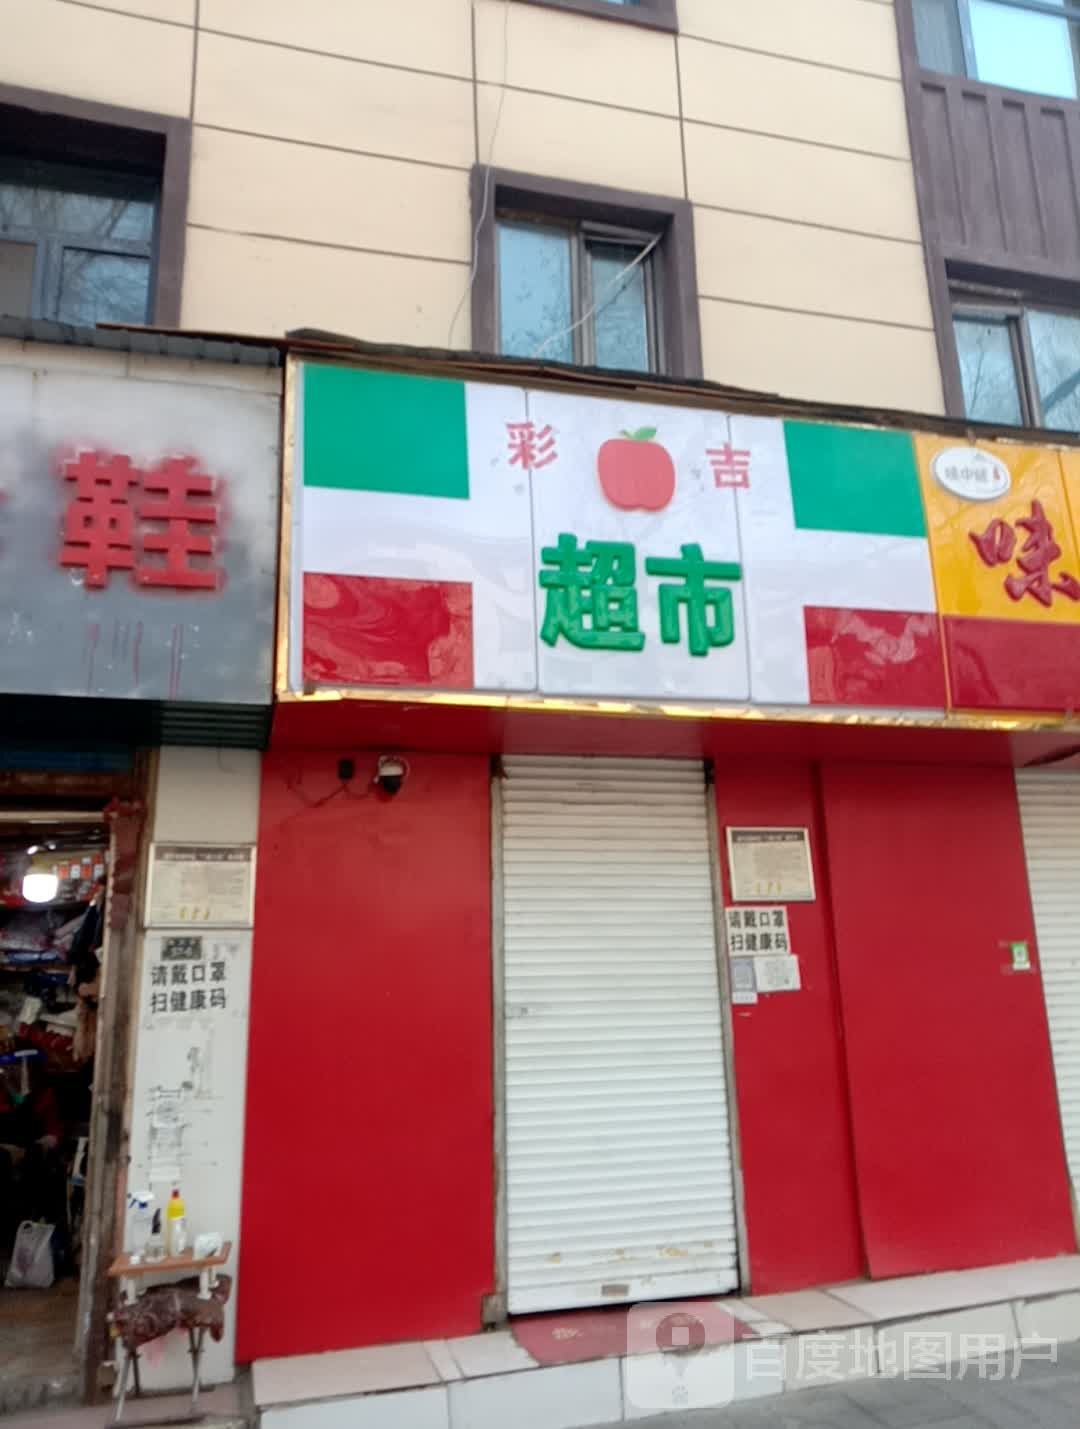 鞋
彩 吉
超市
味
请戴口罩
扫健康码
请戴口罩
扫健康码
百度地图用户